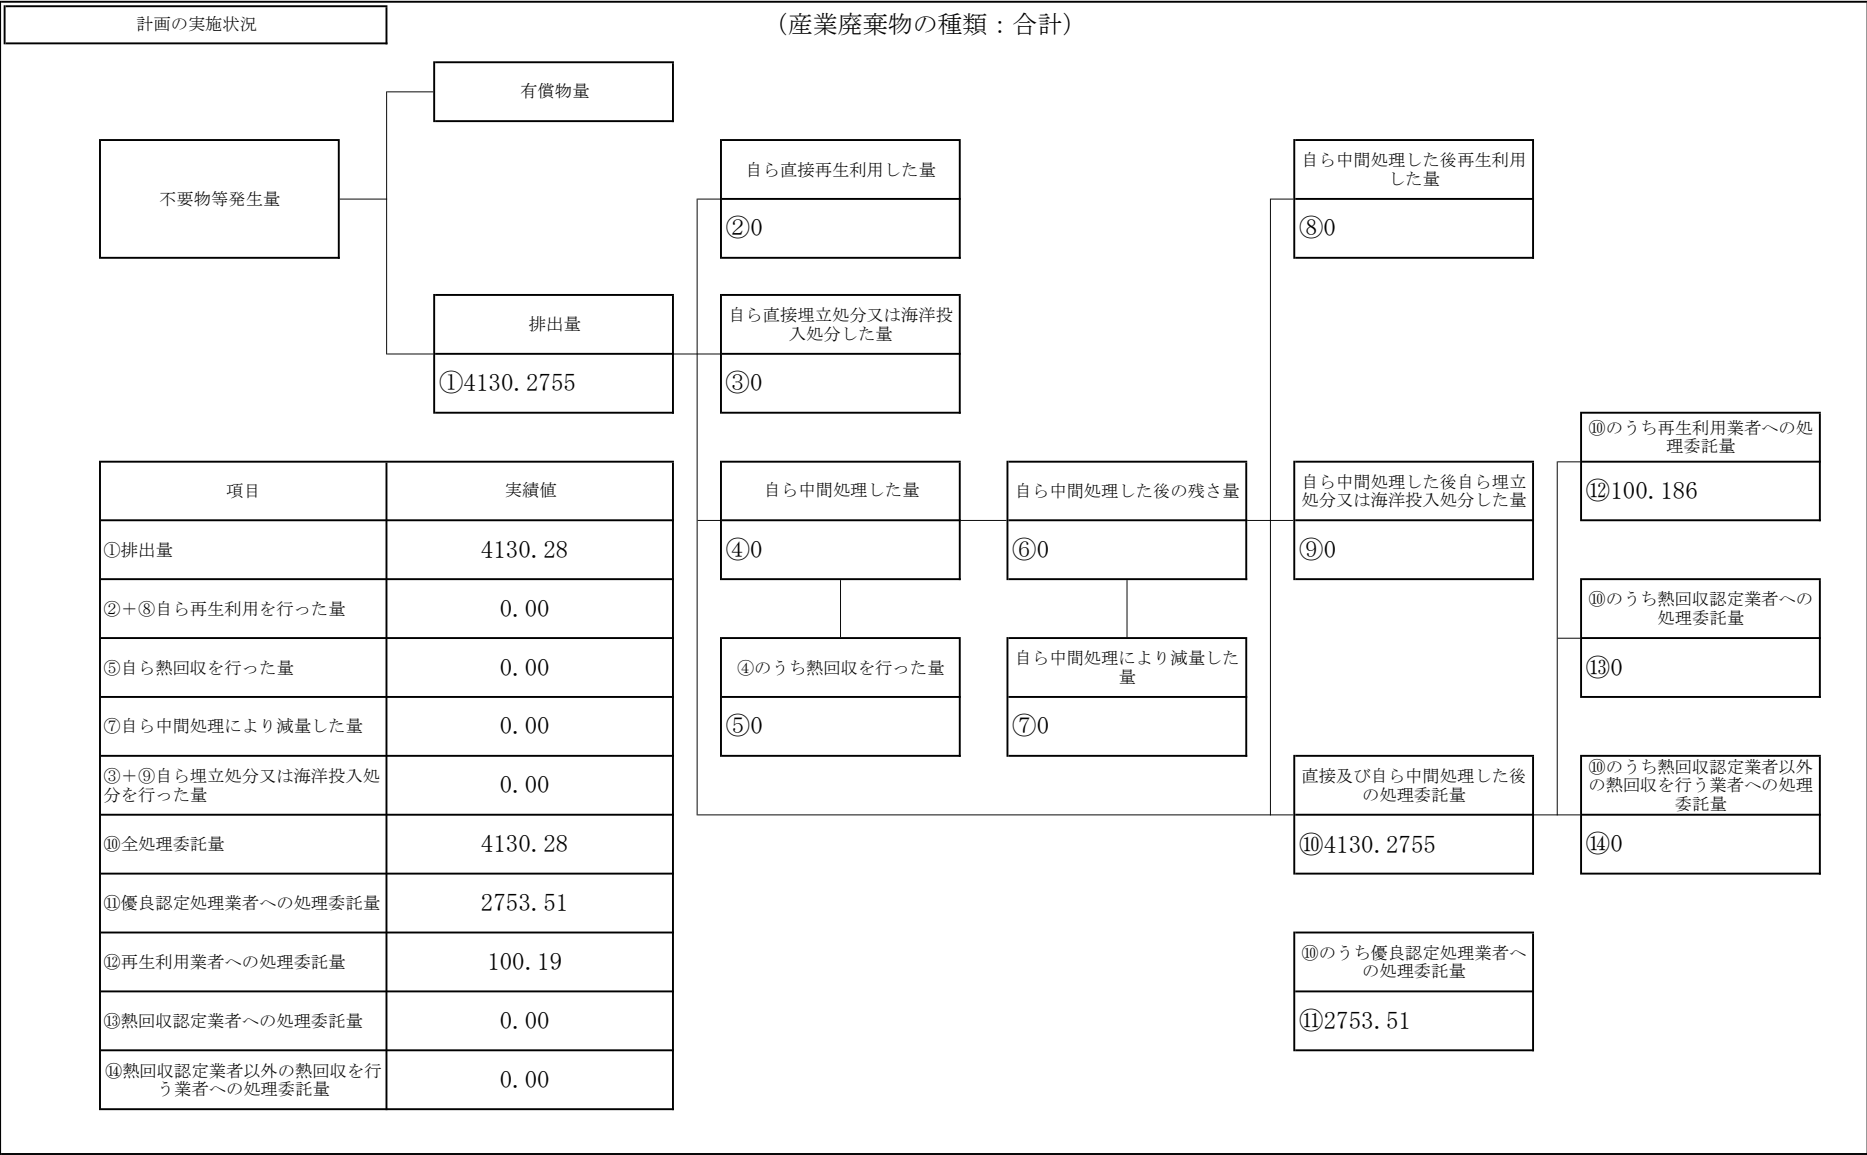 計画の実施状況
（産業廃棄物の種類：合計）
有償物量
不要物等発生量
自ら直接再生利用した量
②0
自ら中間処理した後再生利用
した量
⑧0
排出量
①4130.2755
自ら直接埋立処分又は海洋投
入処分した量
③0
⑩のうち再生利用業者への処
理委託量
⑫100.186
自ら中間処理した量
④0
自ら中間処理した後の残さ量
⑥0
自ら中間処理した後自ら埋立
処分又は海洋投入処分した量
⑨0
⑩のうち熱回収認定業者への
処理委託量
⑬0
④のうち熱回収を行った量
⑤0
自ら中間処理により減量した
量
⑦0
直接及び自ら中間処理した後
の処理委託量
⑩4130.2755
⑩のうち熱回収認定業者以外
の熱回収を行う業者への処理
委託量
⑭0
⑩のうち優良認定処理業者へ
の処理委託量
⑪2753.51
項目 実績値
①排出量 4130.28
②＋⑧自ら再生利用を行った量 0.00
⑤自ら熱回収を行った量 0.00
⑦自ら中間処理により減量した量 0.00
③＋⑨自ら埋立処分又は海洋投入処
分を行った量 0.00
⑩全処理委託量 4130.28
⑪優良認定処理業者への処理委託量 2753.51
⑫再生利用業者への処理委託量 100.19
⑬熱回収認定業者への処理委託量 0.00
⑭熱回収認定業者以外の熱回収を行
う業者への処理委託量 0.00